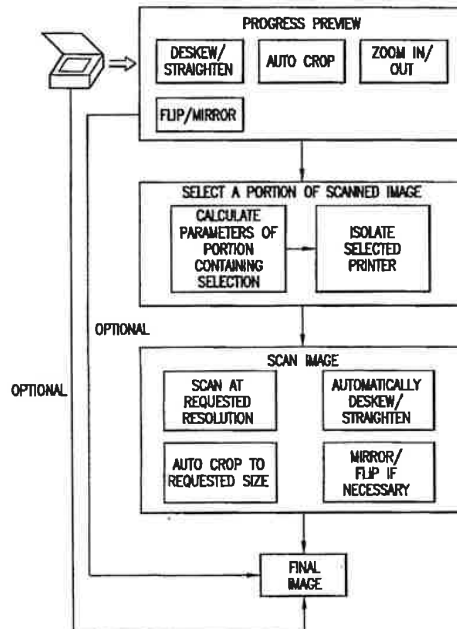 PROGRESS PREVIEW
DESKEW/
STRAIGHTEN
AUTO CROP
ZOOM IN/
OUT
FLIP/MIRROR
SELECT A PORTION OF SCANNED IMAGE
CALCULATE
PARAMETERS OF
PORTION
CONTAINING
SELECTION
ISOLATE
SELECTED
PRINTER
OPTIONAL
OPTIONAL
SCAN IMAGE
SCAN AT
REQUESTED
RESOLUTION
AUTOMATICALLY
DESKEW/
STRAIGHTEN
AUTO CROP TO
REQUESTED SIZE
MIRROR/
FLIP IF
NECESSARY
FINAL
IMAGE